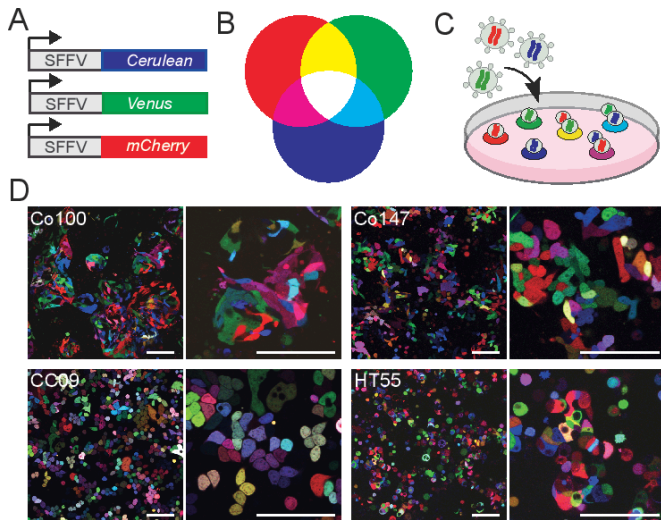 A
B
C
SFFV Cerulean
SFFV Venus
SFFV mCherry
D
Co100
Co147
CC09
HT55